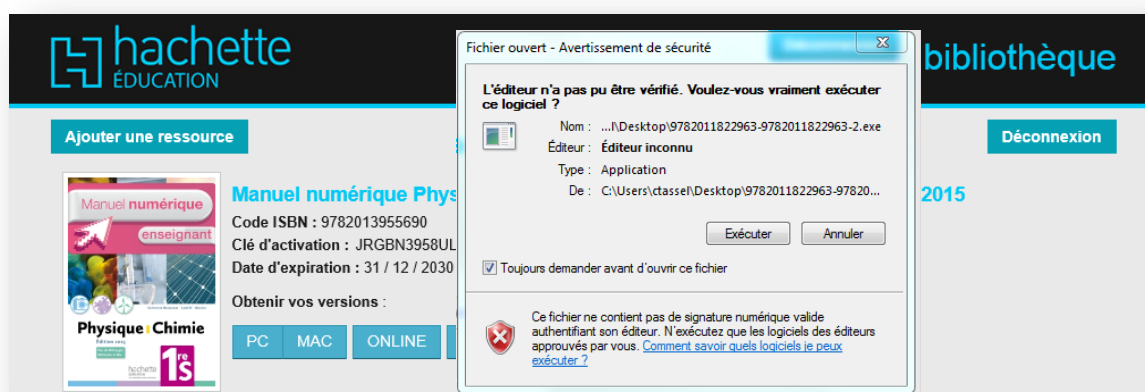 hachette
ÉDUCATION
bibliothèque
Ajouter une ressource
Déconnexion
Manuel numérique
enseignant
Physique Chimie
hachette
1re S
Manuel numérique Phys
2015
Code ISBN : 9782013955690
Clé d'activation : JRGBN3958UL
Date d'expiration : 31 / 12 / 2030
Obtenir vos versions :
PC
MAC
ONLINE
Fichier ouvert - Avertissement de sécurité
L'éditeur n'a pas pu être vérifié. Voulez-vous vraiment exécuter
ce logiciel ?
Nom : ...I\Desktop\9782011822963-9782011822963-2.exe
Éditeur : Éditeur inconnu
Type : Application
De : C:\Users\ctassel\Desktop\9782011822963-97820...
Exécuter
Annuler
Toujours demander avant d'ouvrir ce fichier
Ce fichier ne contient pas de signature numérique valide
authentifiant son éditeur. N'exécutez que les logiciels des éditeurs
approuvés par vous. Comment savoir quels logiciels je peux
exécuter ?